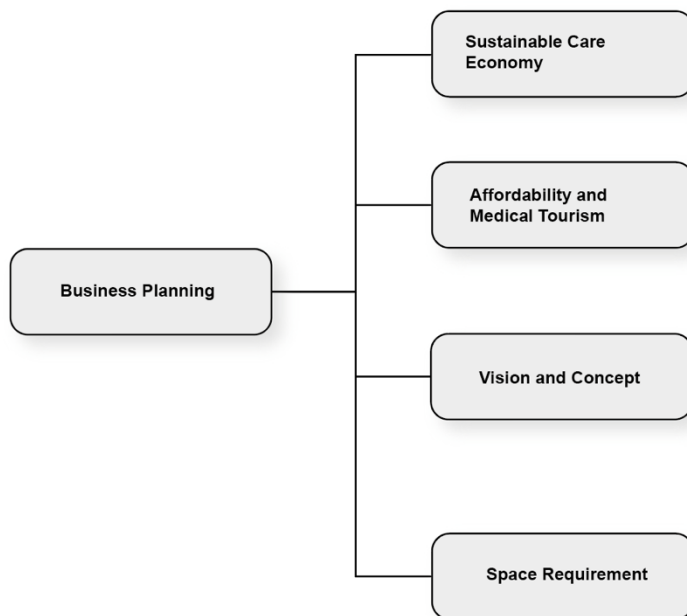 Sustainable Care
Economy
Affordability and
Medical Tourism
Business Planning
Vision and Concept
Space Requirement